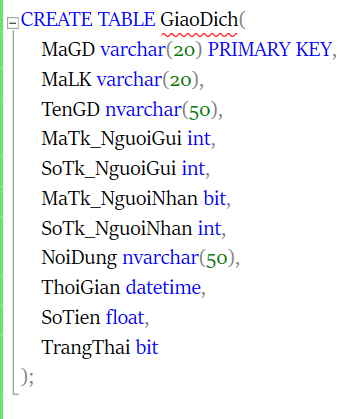 CREATE TABLE GiaoDich(
MaGD varchar(20) PRIMARY KEY,
MaLK varchar(20),
TenGD nvarchar(50),
MaTk_NguoiGui int,
SoTk_NguoiGui int,
MaTk_NguoiNhan bit,
SoTk_NguoiNhan int,
NoiDung nvarchar(50),
ThoiGian datetime,
SoTien float,
TrangThai bit
);